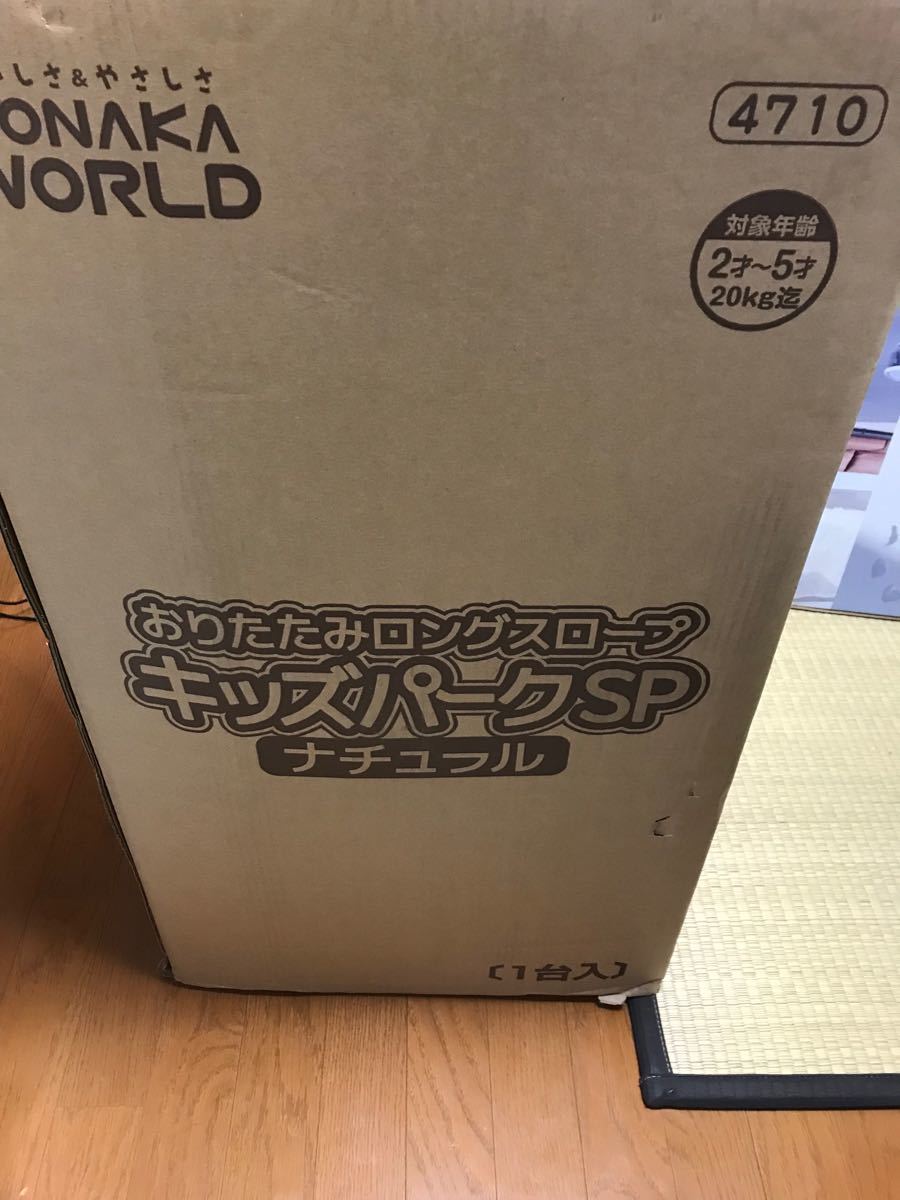 しさ&やさしさ
ONAKA
WORLD
4710
対象年齢
2才~5才
20kg迄
おりたたみロングスロープ
キッズパークSP
ナチュラル
〔1台入〕